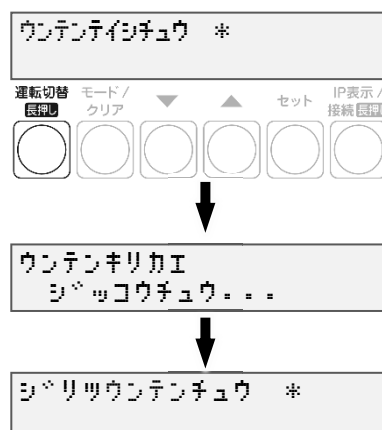 ウンテンテイシチュウ *
運転切替
長押し
モード/
クリア
▼
▲
セット
IP表示/
接続 長押し
ウンテンキリカエ
ジッコウチュウ...
ジリツウンテンチュウ *